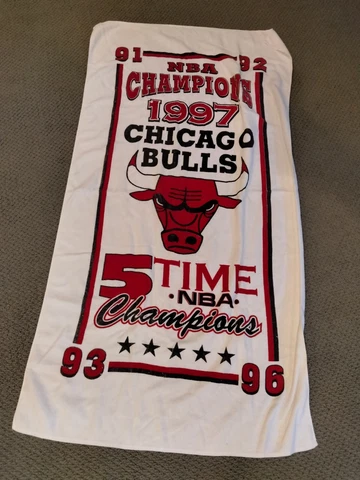 91 92
NBA
CHAMPIONS
1997
CHICAGO
BULLS
5 TIME
·NBA·
Champions
93 96